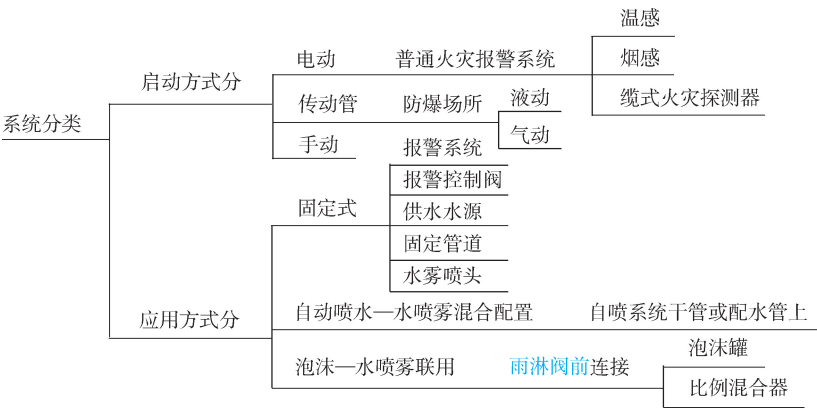 系统分类
启动方式分
电动
普通火灾报警系统
温感
烟感
缆式火灾探测器
传动管
防爆场所
液动
气动
手动
应用方式分
固定式
报警系统
报警控制阀
供水水源
固定管道
水雾喷头
自动喷水—水喷雾混合配置
自喷系统干管或配水管上
泡沫—水喷雾联用
雨淋阀前连接
泡沫罐
比例混合器